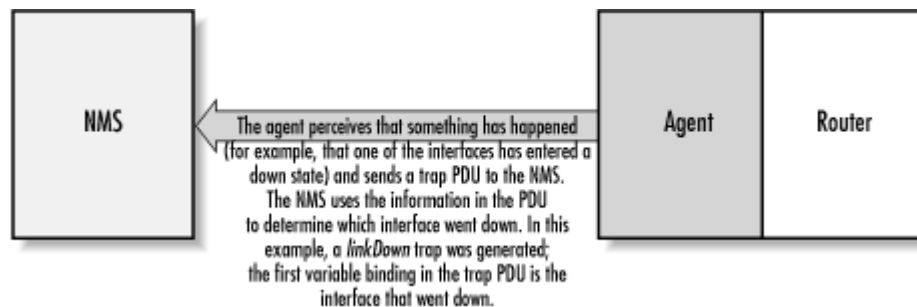 NMS
The agent perceives that something has happened
(for example, that one of the interfaces has entered a
down state) and sends a trap PDU to the NMS.
The NMS uses the information in the PDU
to determine which interface went down. In this
example, a linkDown trap was generated;
the first variable binding in the trap PDU is the
interface that went down.
Agent
Router